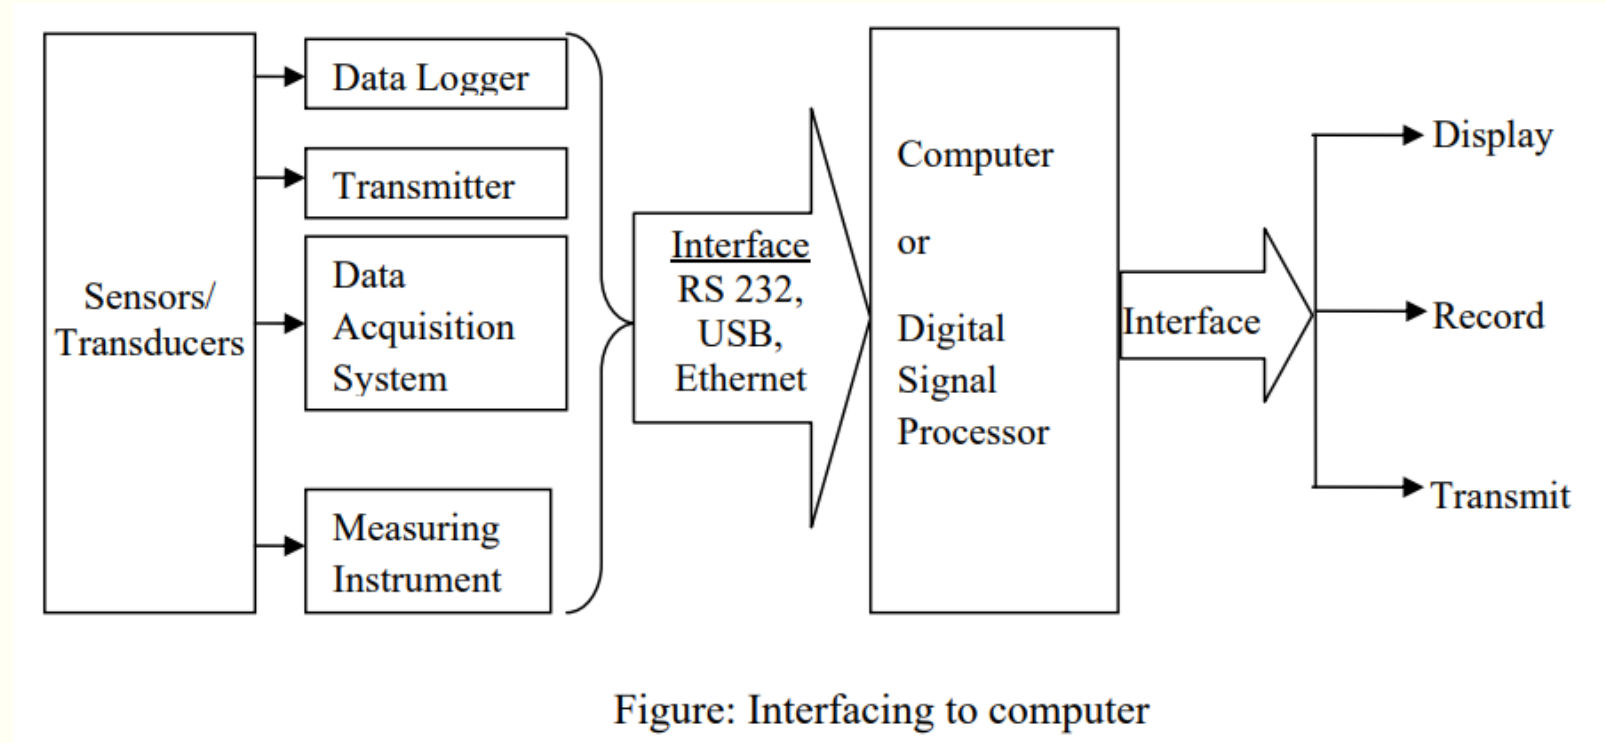 Sensors/
Transducers
Data Logger
Transmitter
Data
Acquisition
System
Measuring
Instrument
Interface
RS 232,
USB,
Ethernet
Computer
or
Digital
Signal
Processor
Interface
Display
Record
Transmit
Figure: Interfacing to computer